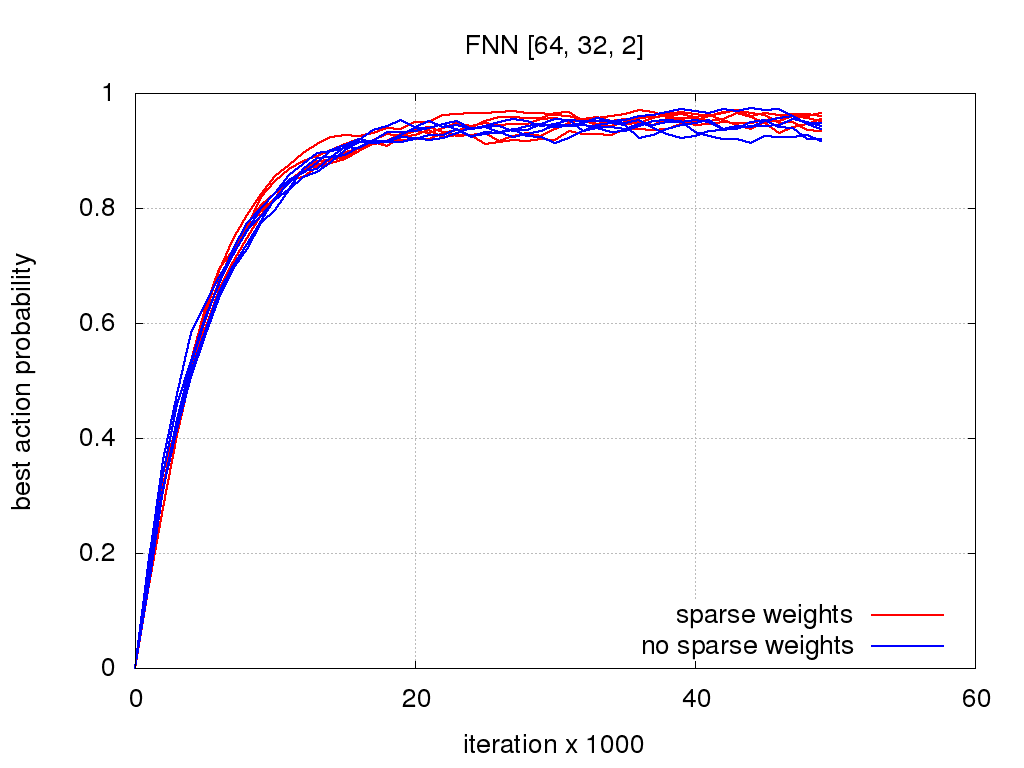 FNN [64, 32, 2]
1
0.8
0.6
0.4
0.2
0
best action probability
sparse weights
no sparse weights
0 20 40 60
iteration x 1000